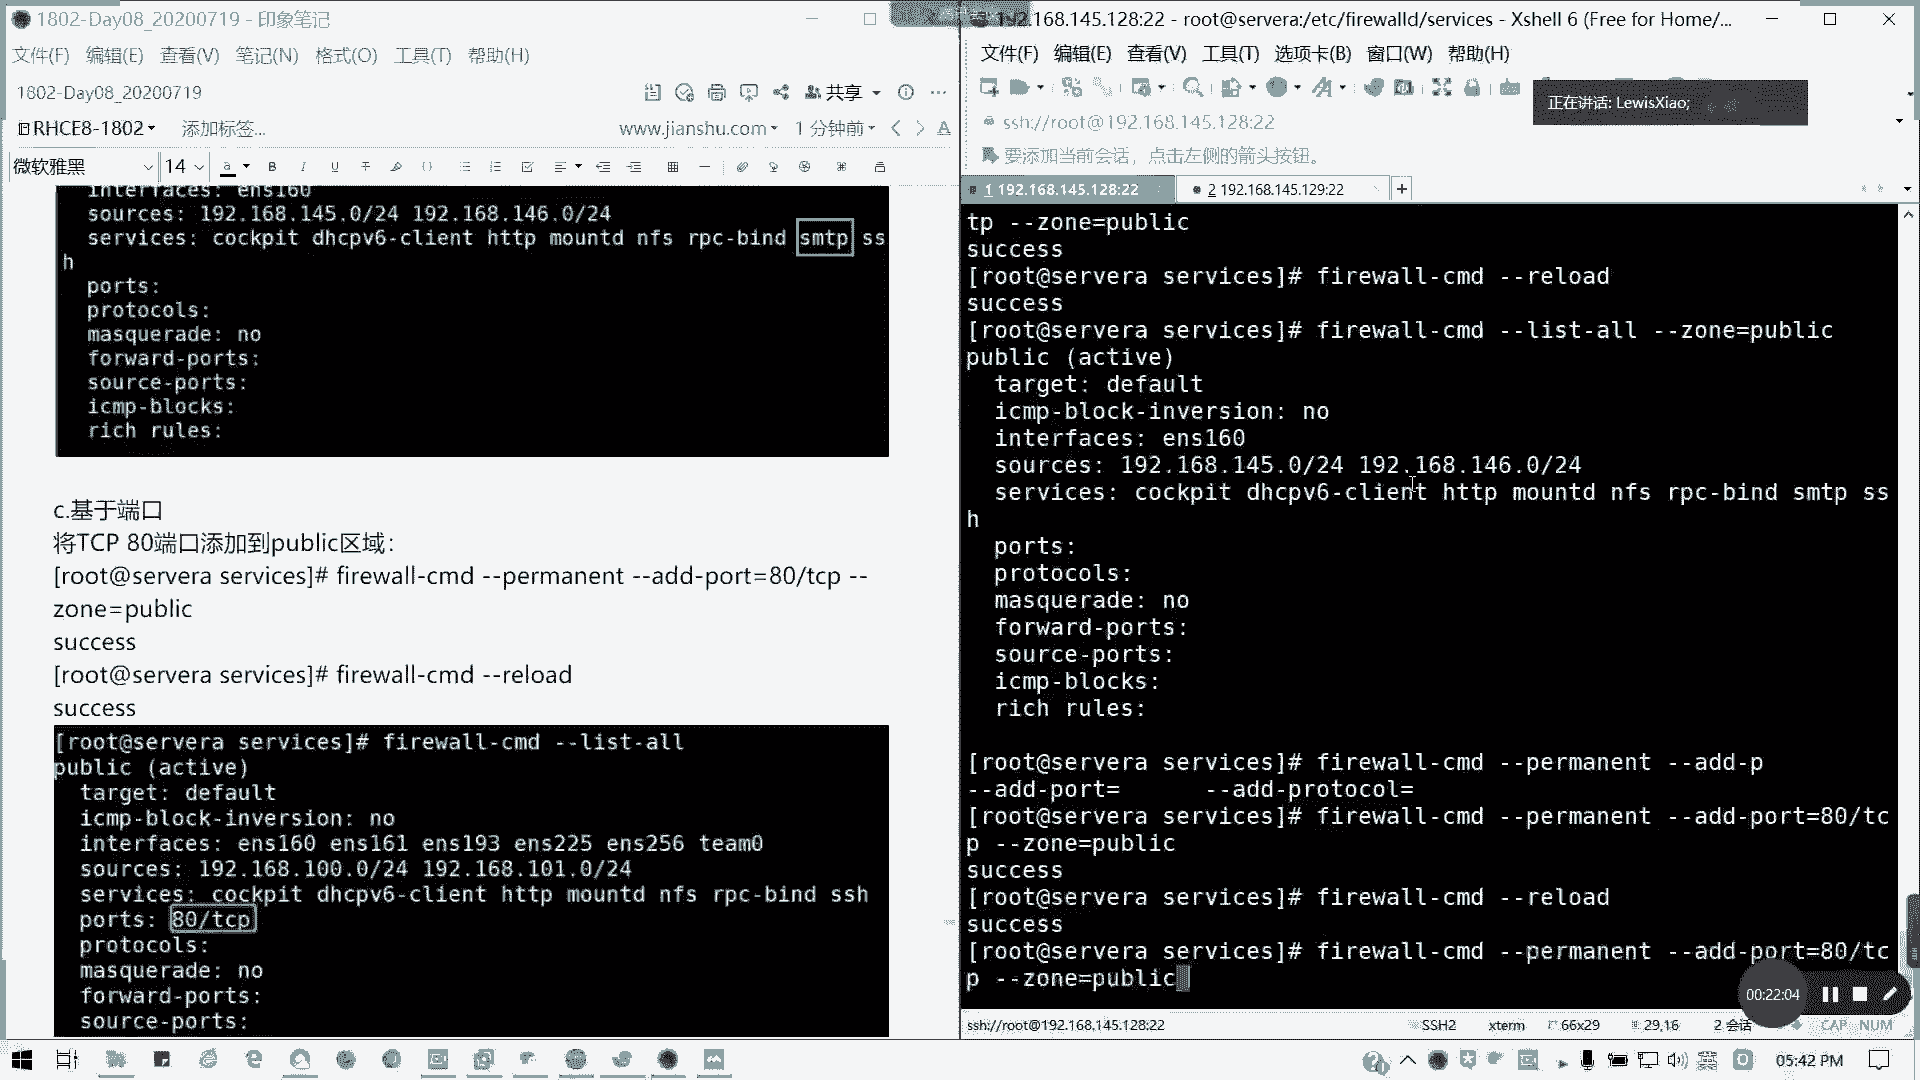 1802-Day08_20200719 - 印象笔记
文件(F) 编辑(E) 查看(V) 笔记(N) 格式(O) 工具(T) 帮助(H)
1802-Day08_20200719
共享
RHCE8-1802
添加标签...
www.jianshu.com
1 分钟前
微软雅黑
14
interfaces: ens160
sources: 192.168.145.0/24 192.168.146.0/24
services: cockpit dhcpv6-client http mountd nfs rpc-bind smtp ss
h
ports:
protocols:
masquerade: no
forward-ports:
source-ports:
icmp-blocks:
rich rules:
c.基于端口
将TCP 80端口添加到public区域：
[root@servera services]# firewall-cmd --permanent --add-port=80/tcp --
zone=public
success
[root@servera services]# firewall-cmd --reload
success
[root@servera services]# firewall-cmd --list-all
public (active)
target: default
icmp-block-inversion: no
interfaces: ens160 ens161 ens193 ens225 ens256 team0
sources: 192.168.100.0/24 192.168.101.0/24
services: cockpit dhcpv6-client http mountd nfs rpc-bind ssh
ports: 80/tcp
protocols:
masquerade: no
forward-ports:
source-ports:
192.168.145.128:22 - root@servera:/etc/firewalld/services - Xshell 6 (Free for Home/...
文件(F) 编辑(E) 查看(V) 工具(T) 选项卡(B) 窗口(W) 帮助(H)
正在讲话: LewisXiao;
ssh://root@192.168.145.128:22
要添加当前会话，点击左侧的箭头按钮。
1 192.168.145.128:22
2 192.168.145.129:22
tp --zone=public
success
[root@servera services]# firewall-cmd --reload
success
[root@servera services]# firewall-cmd --list-all --zone=public
public (active)
target: default
icmp-block-inversion: no
interfaces: ens160
sources: 192.168.145.0/24 192.168.146.0/24
services: cockpit dhcpv6-client http mountd nfs rpc-bind smtp ss
h
ports:
protocols:
masquerade: no
forward-ports:
source-ports:
icmp-blocks:
rich rules:
[root@servera services]# firewall-cmd --permanent --add-p
--add-port= --add-protocol=
[root@servera services]# firewall-cmd --permanent --add-port=80/tc
p --zone=public
success
[root@servera services]# firewall-cmd --reload
success
[root@servera services]# firewall-cmd --permanent --add-port=80/tc
p --zone=public
00:22:04
ssh://root@192.168.145.128:22
SSH2
xterm
66x29
29,16
2 会话
CAP
NUM
05:42 PM